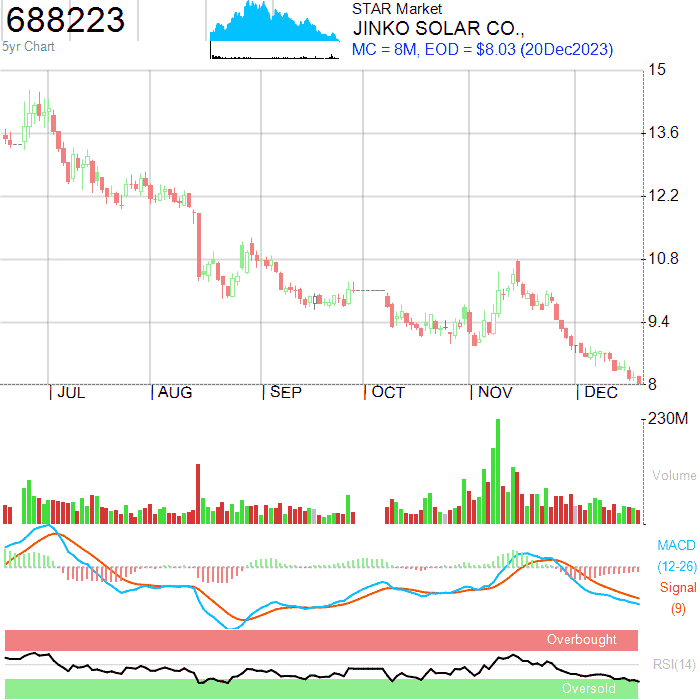 688223
5yr Chart
STAR Market
JINKO SOLAR CO.,
MC = 8M, EOD = $8.03 (20Dec2023)
15
13.6
12.2
10.8
9.4
8
JUL AUG SEP OCT NOV DEC
230M
Volume
MACD
(12-26)
Signal
(9)
Overbought
RSI(14)
Oversold